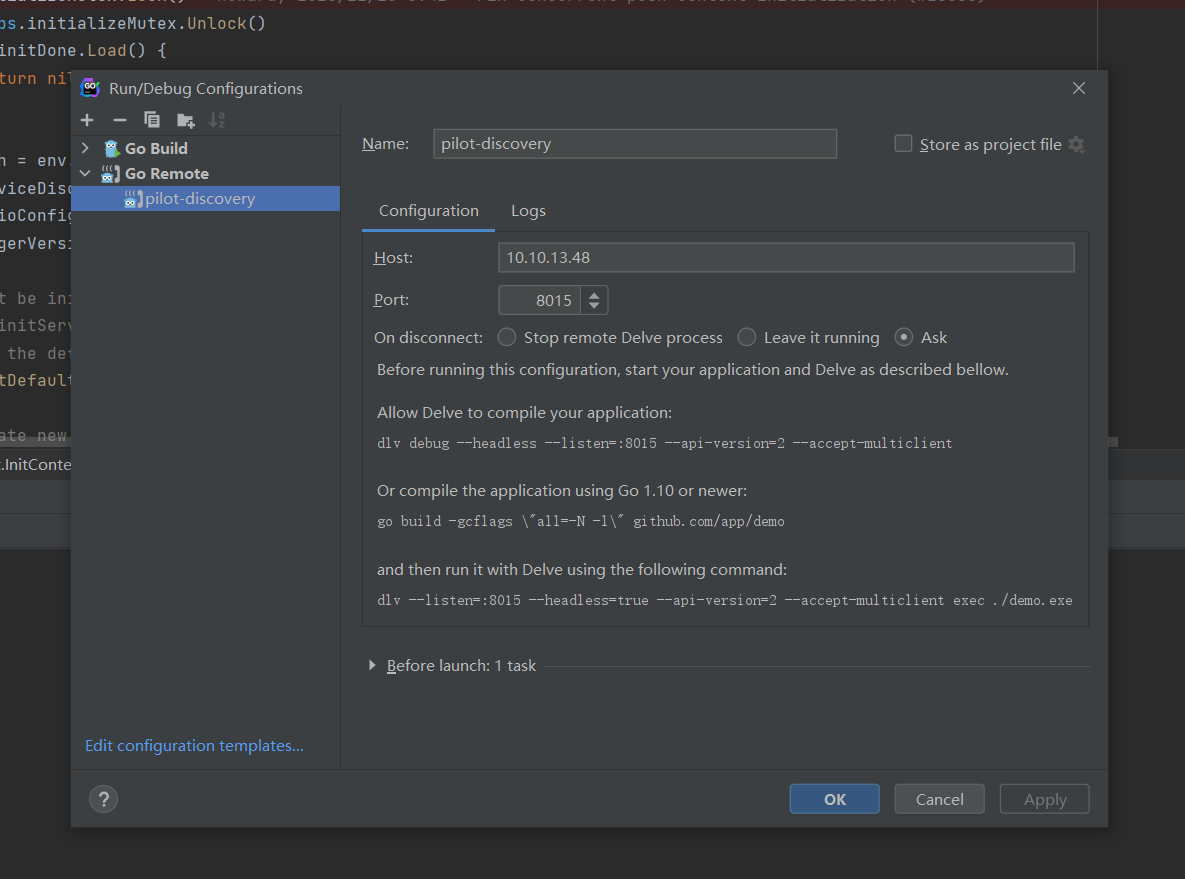 ps.initializeMutex.Unlock()
initDone.Load() {
turn nil
Run/Debug Configurations
Go Build
Go Remote
pilot-discovery
Name:
pilot-discovery
Store as project file
n = env.
viceDisc
ioConfig
gerVersi
Configuration
Logs
Host:
10.10.13.48
Port:
8015
t be ini
initServ
the def
tDefault
On disconnect:
Stop remote Delve process
Leave it running
Ask
Before running this configuration, start your application and Delve as described bellow.
Allow Delve to compile your application:
dlv debug --headless --listen=:8015 --api-version=2 --accept-multiclient
ate new
.InitConte
Or compile the application using Go 1.10 or newer:
go build -gcflags \"all=-N -l\" github.com/app/demo
and then run it with Delve using the following command:
dlv --listen=:8015 --headless=true --api-version=2 --accept-multiclient exec ./demo.exe
Before launch: 1 task
Edit configuration templates...
?
OK
Cancel
Apply